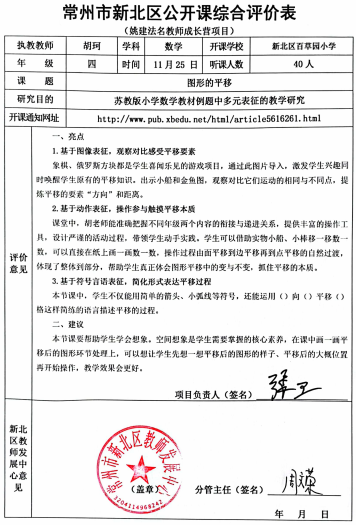 常州市新北区公开课综合评价表
(姚建法名教师成长营项目)
执教教师 胡珂 学科 数学 开课学校 新北区百草园小学
年 级 四 时间 11月25日 听课人数 40人
课 题 图形的平移
研究目的 苏教版小学数学教材例题中多元表征的教学研究
开课通知网址 http://www.pub.xbedu.net/html/article5616261.html
评价意见
一、亮点
1.基于图像表征,观察对比感受平移要素
象棋、俄罗斯方块都是学生喜闻乐见的游戏项目,通过此图片导入,激发学生兴趣同
时唤醒学生原有的平移知识。出示小船和金鱼图,观察对比它们运动的相同与不同点,提
炼平移的要素“方向”和距离。
2.基于动作表征,操作参与触摸平移本质
课堂中,胡老师能准确把握不同年级两个内容的衔接与递进关系,提供丰富的操作工
具,设计严谨的活动过程,带领学生动手实践。学生可以借助实物小船、小棒移一移数一
数,可以直接在纸上画一画数一数,操作过程由面平移到边平移再到点平移的自然过渡,
体现了整体到部分,帮助学生真正体会图形平移中的变与不变,抓住平移的本质。
3.基于符号言语表征,简化形式表达平移过程
本节课中,学生不仅能用简单的箭头、小弧线等符号,还能运用()向()平移()
格这样简练的语言描述平移的过程。
二、建议
本节课要帮助学生学会想象。空间想象是学生需要掌握的核心素养,在课中画一画平
移后的图形环节处理上,可以想让学生先想一想平移后的图形的样子、平移后的大概位置
再开始操作,教学效果会更好。
项目负责人(签名)
新北区教师发展中心意见
常州市新北区教师发展中心
(盖章)
3204114968242
分管主任(签名)
年 月 日